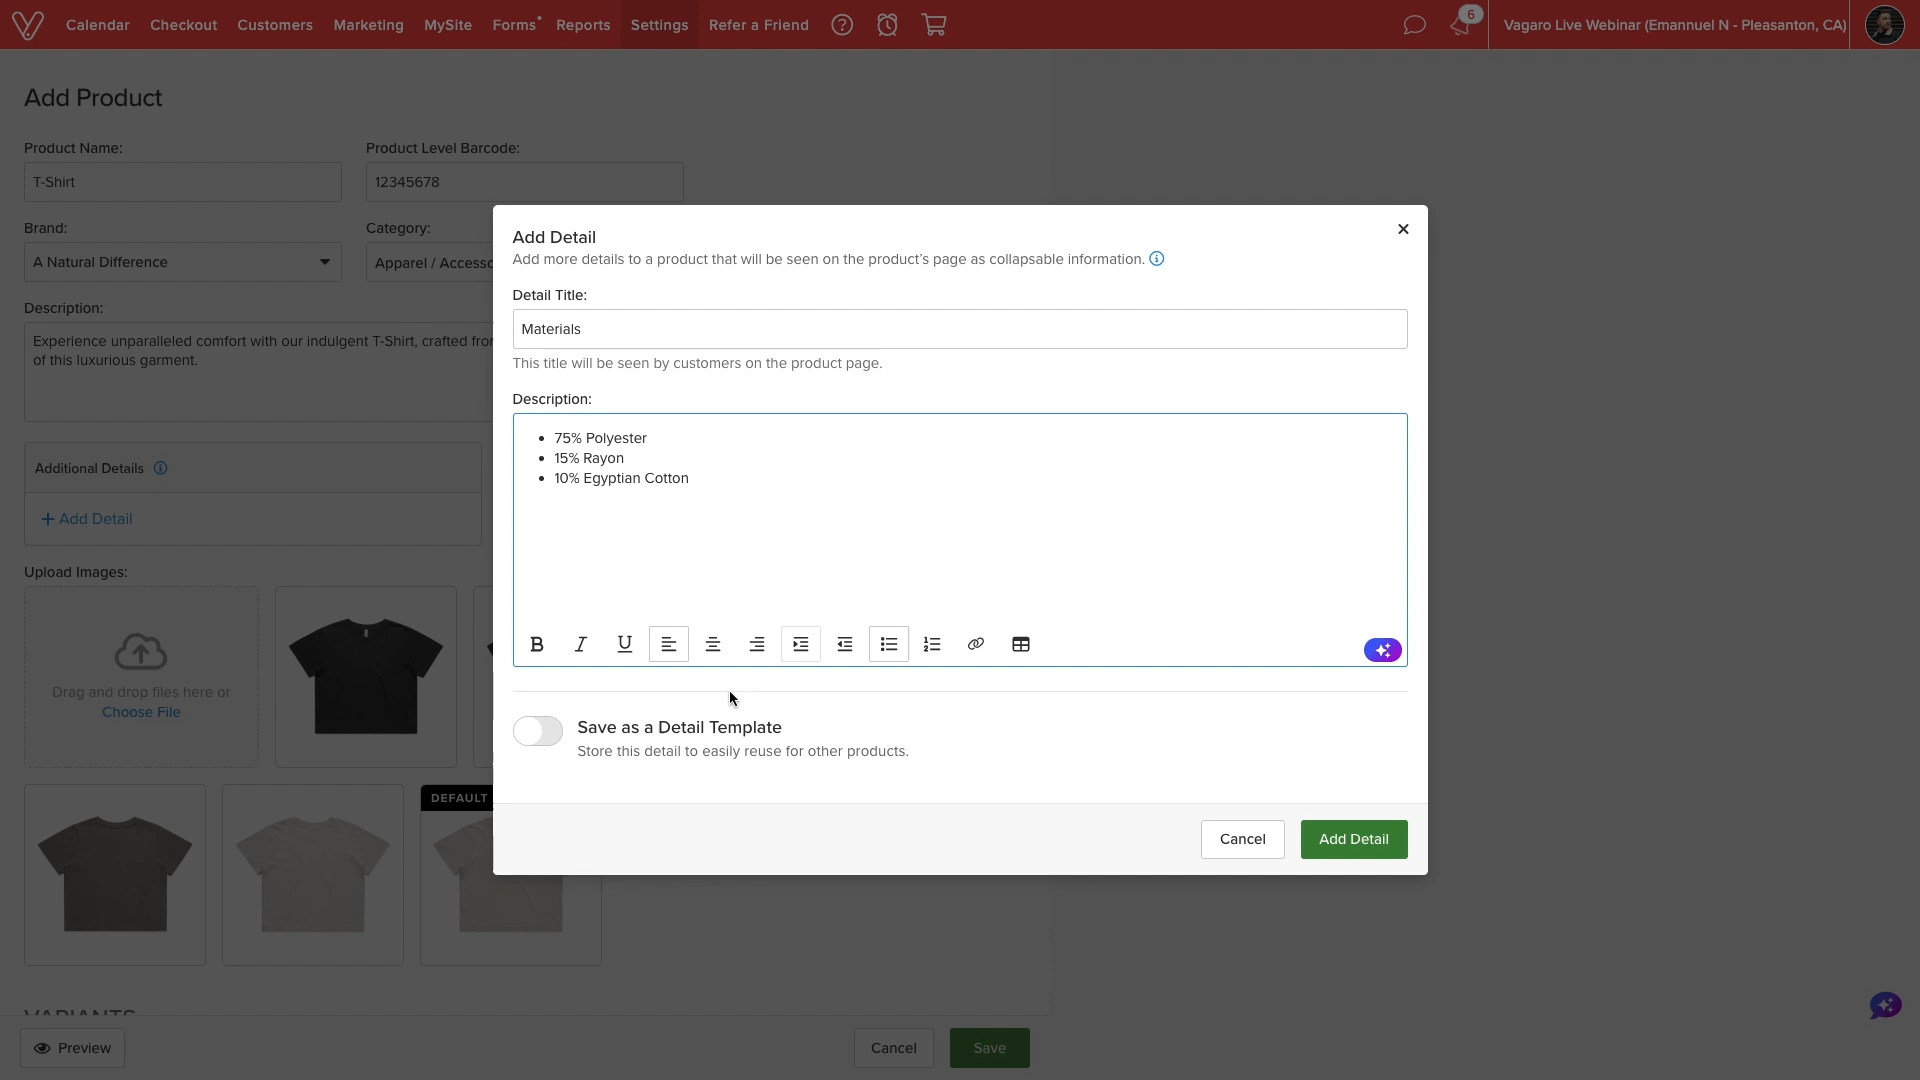 Calendar Checkout Customers Marketing MySite Forms Reports Settings Refer a Friend 6 Vagaro Live Webinar (Emannuel N - Pleasanton, CA)
Add Product
Product Name: Product Level Barcode:
T-Shirt 12345678
Brand: Category:
A Natural Difference Apparel / Accesso
Description:
Experience unparalleled comfort with our indulgent T-Shirt, crafted fro
of this luxurious garment.
Additional Details
+ Add Detail
Upload Images:
Drag and drop files here or
Choose File
DEFAULT
VARIANTS
Preview Cancel Save
Add Detail
Add more details to a product that will be seen on the product's page as collapsable information.
Detail Title:
Materials
This title will be seen by customers on the product page.
Description:
• 75% Polyester
• 15% Rayon
• 10% Egyptian Cotton
Save as a Detail Template
Store this detail to easily reuse for other products.
Cancel Add Detail